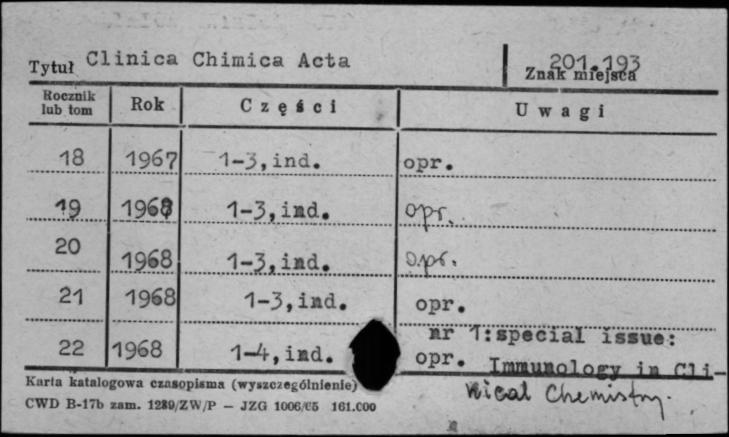 Tytuł Clinica Chimica Acta 201.193
Znak miejsca
Rocznik lub tom Rok Części Uwagi
18 1967 1-3, ind. opr.
19 1968 1-3, ind. opr.
20 1968 1-3, ind. opr.
21 1968 1-3, ind. opr.
nr 1: special issue:
22 1968 1-4, ind. opr. Immunology in Cli-
nical Chemistry.
Karta katalogowa czasopisma (wyszczególnienie)
CWD B-17b zam. 1289/ZW/P — JZG 1006/65 161.000